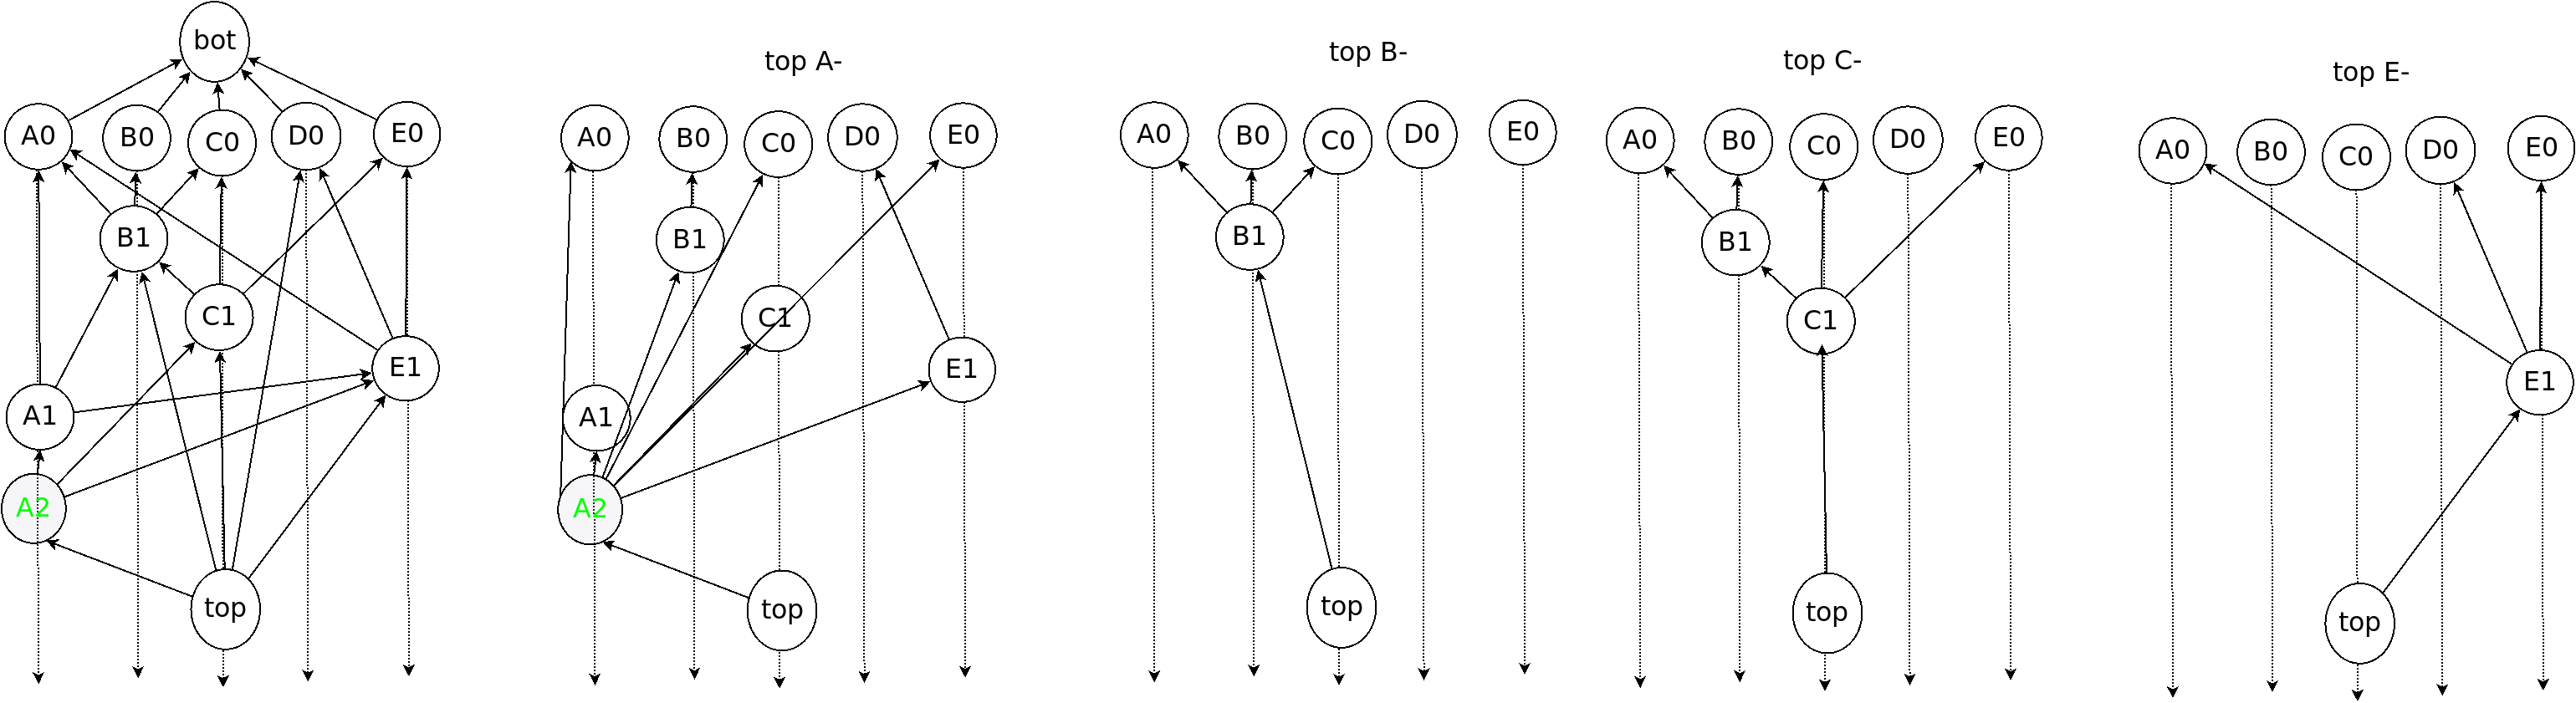 bot
A0 B0 C0 D0 E0
B1
C1
E1
A1
A2
top
top A-
A0 B0 C0 D0 E0
B1
C1
E1
A1
A2
top
top B-
A0 B0 C0 D0 E0
B1
top
top C-
A0 B0 C0 D0 E0
B1
C1
top
top E-
A0 B0 C0 D0 E0
E1
top